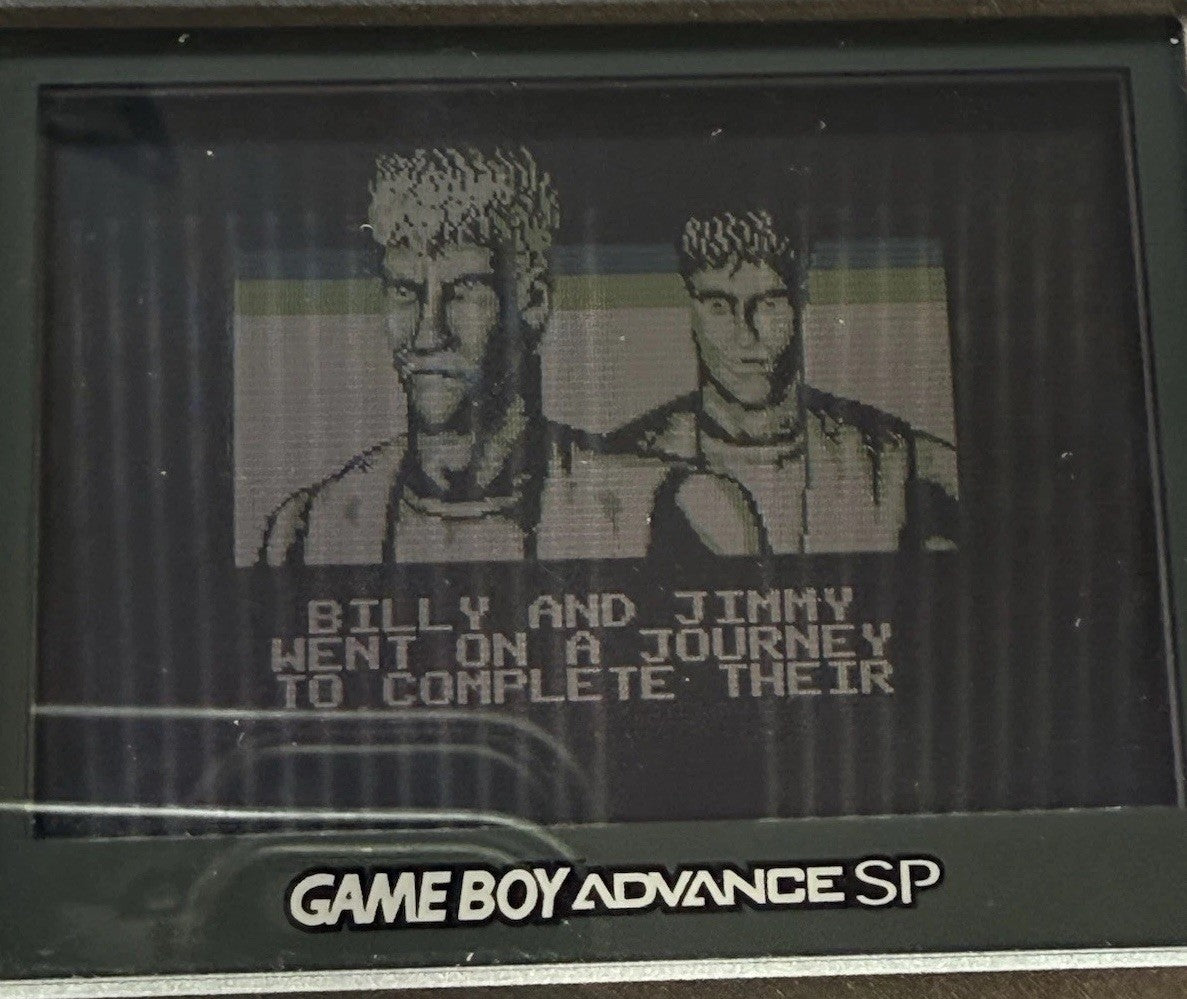 BILLY AND JIMMY
WENT ON A JOURNEY
TO COMPLETE THEIR
GAME BOY ADVANCE SP